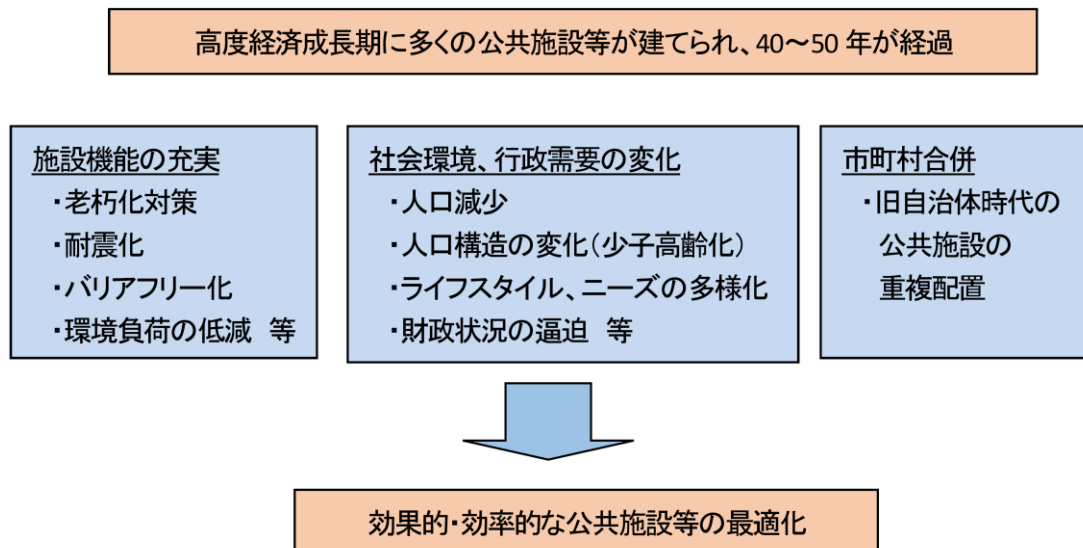 高度経済成長期に多くの公共施設等が建てられ、40～50 年が経過
施設機能の充実
・老朽化対策
・耐震化
・バリアフリー化
・環境負荷の低減　等
社会環境、行政需要の変化
・人口減少
・人口構造の変化（少子高齢化）
・ライフスタイル、ニーズの多様化
・財政状況の逼迫　等
市町村合併
・旧自治体時代の
公共施設の
重複配置
効果的・効率的な公共施設等の最適化